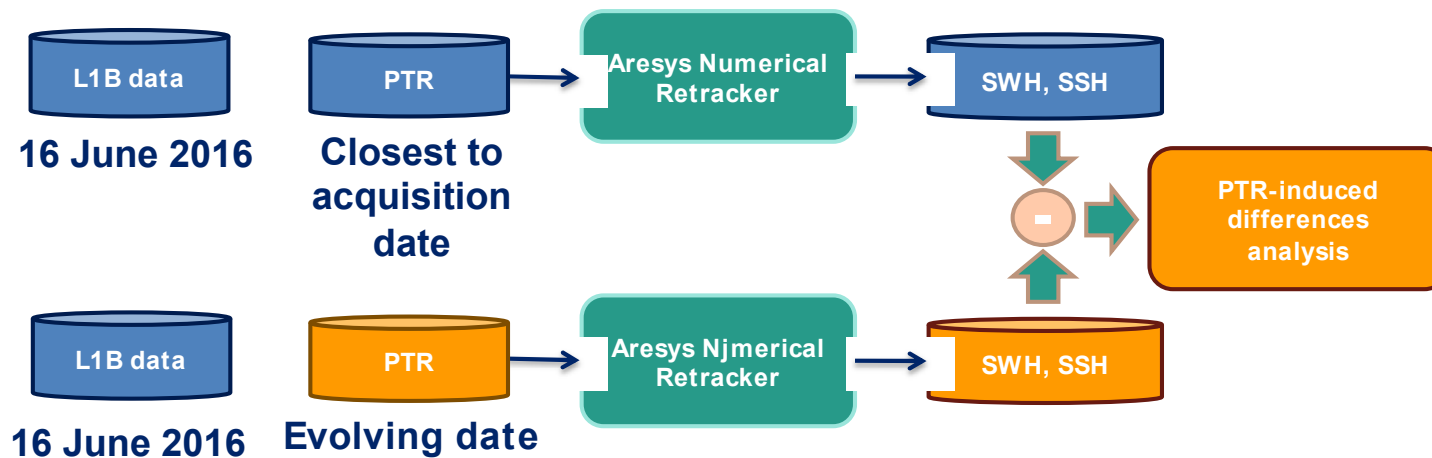 L1B data
PTR
Aresys Numerical
Retracker
SWH, SSH
16 June 2016
Closest to
acquisition
date
-
PTR-induced
differences
analysis
L1B data
PTR
Aresys Njmerical
Retracker
SWH, SSH
16 June 2016
Evolving date